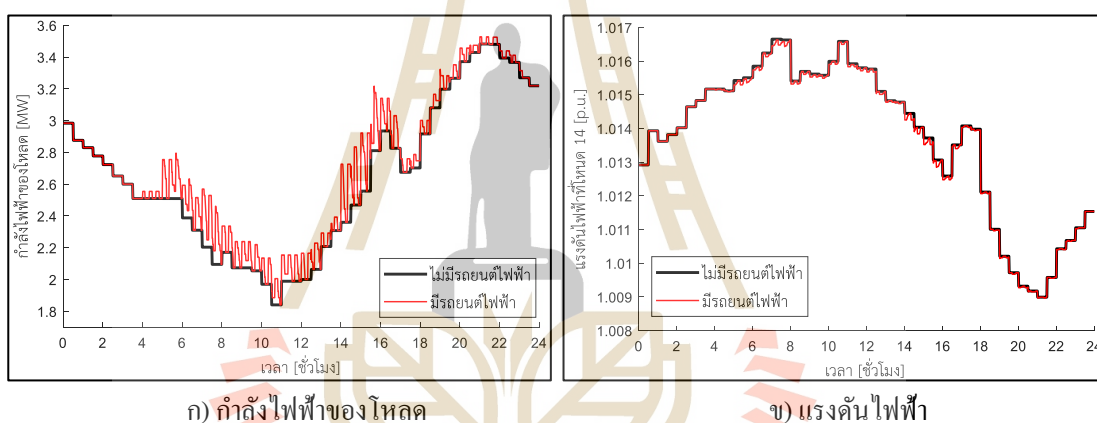 กำลังไฟฟ้าของโหลด [MW]
3.6
3.4
3.2
3
2.8
2.6
2.4
2.2
2
1.8
0 2 4 6 8 10 12 14 16 18 20 22 24
เวลา [ชั่วโมง]
ไม่มีรถยนต์ไฟฟ้า
มีรถยนต์ไฟฟ้า
ก) กำลังไฟฟ้าของโหลด
แรงดันไฟฟ้าที่โหนด 14 [p.u.]
1.017
1.016
1.015
1.014
1.013
1.012
1.011
1.010
1.009
1.008
0 2 4 6 8 10 12 14 16 18 20 22 24
เวลา [ชั่วโมง]
ไม่มีรถยนต์ไฟฟ้า
มีรถยนต์ไฟฟ้า
ข) แรงดันไฟฟ้า